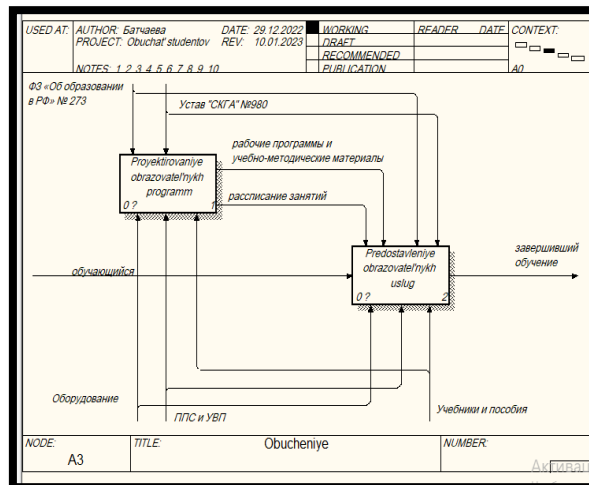 USED AT: AUTHOR: Батчаева DATE: 29.12.2022 WORKING READER DATE CONTEXT:
PROJECT: Obuchat' studentov REV: 10.01.2023 DRAFT
RECOMMENDED
NOTES: 1 2 3 4 5 6 7 8 9 10 PUBLICATION A0
ФЗ «Об образовании
в РФ» № 273
Устав "СКГА" №980
рабочие программы и
учебно-методические материалы
Proyektirovaniye
obrazovatel'nykh
programm
0 ? 1
рассписание занятий
Predostavleniye
obrazovatel'nykh
uslug
0 ? 2
завершивший
обучение
обучающийся
Оборудование
ППС и УВП
Учебники и пособия
NODE: TITLE: Obucheniye NUMBER:
A3